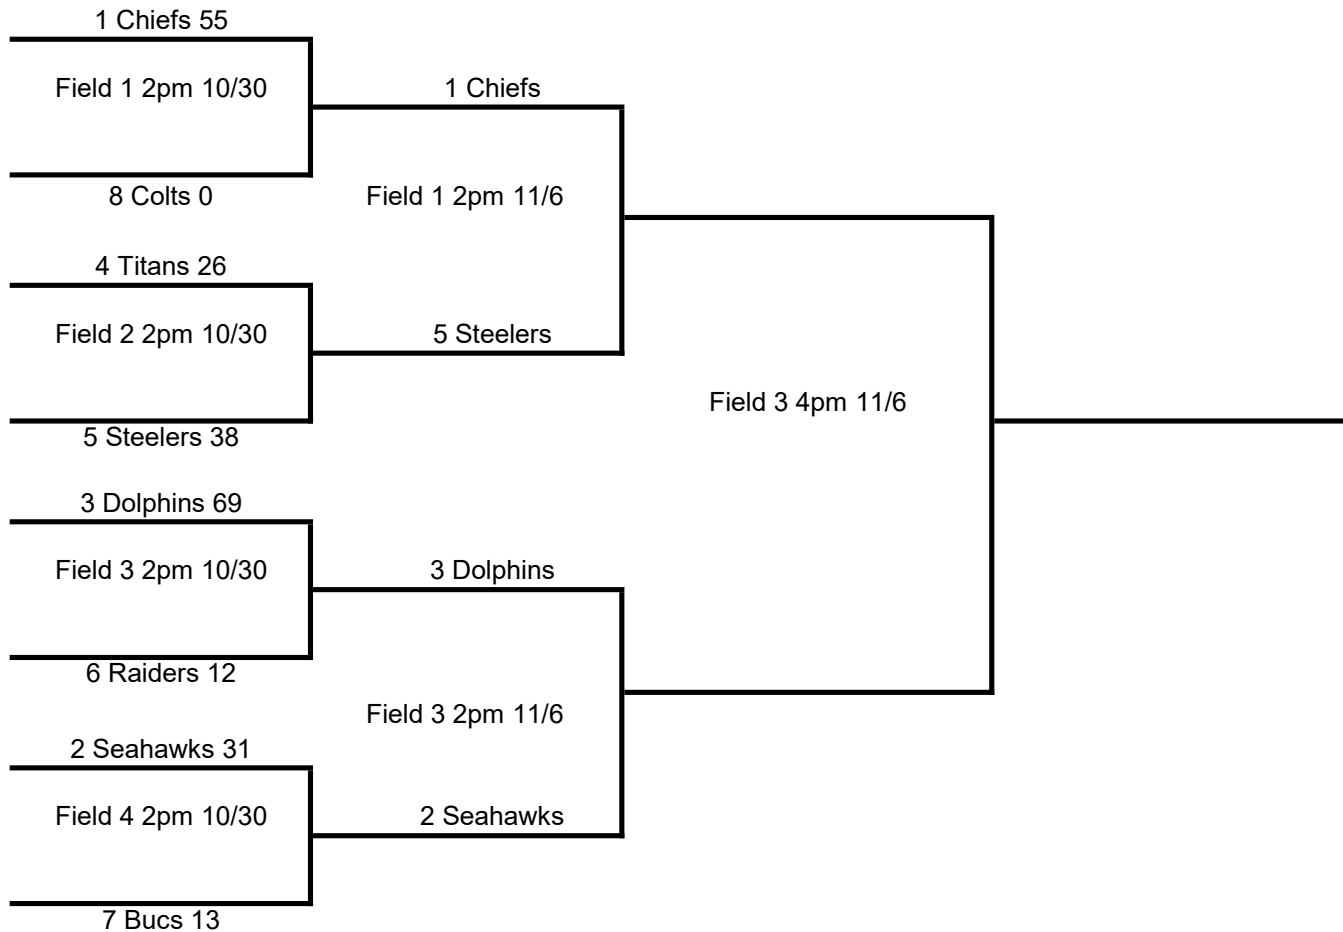 1 Chiefs 55
Field 1 2pm 10/30
1 Chiefs
8 Colts 0
Field 1 2pm 11/6
4 Titans 26
Field 2 2pm 10/30
5 Steelers
5 Steelers 38
Field 3 4pm 11/6
3 Dolphins 69
Field 3 2pm 10/30
3 Dolphins
6 Raiders 12
Field 3 2pm 11/6
2 Seahawks 31
Field 4 2pm 10/30
2 Seahawks
7 Bucs 13